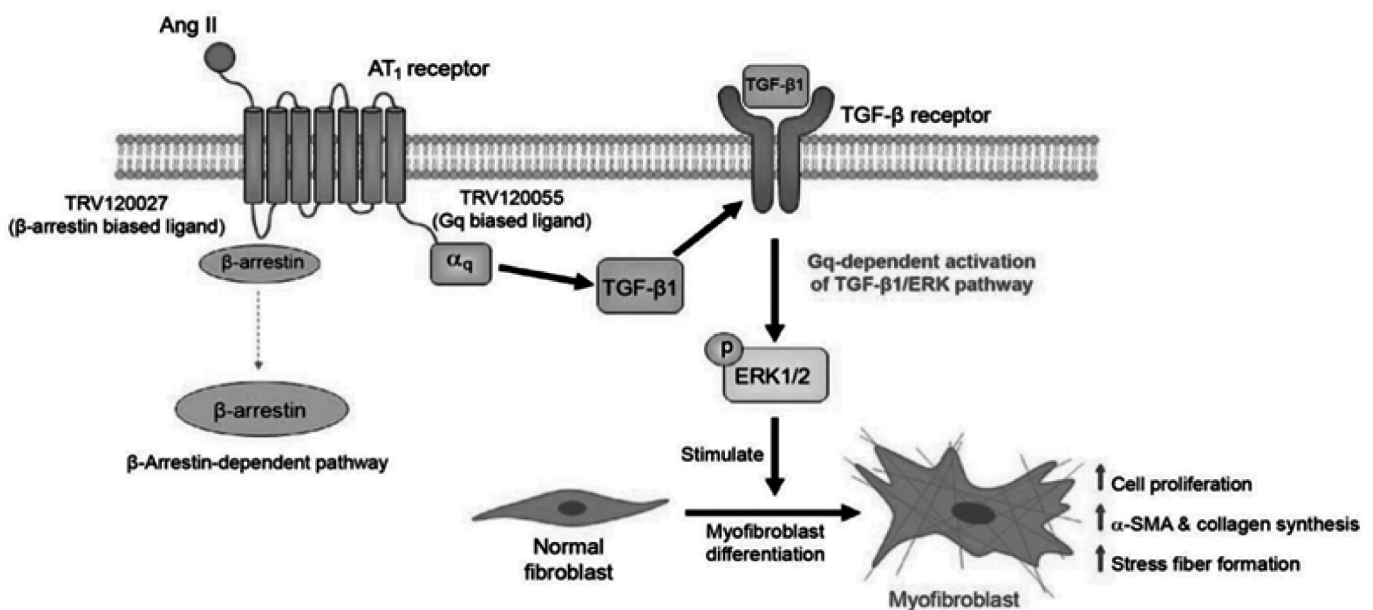 Ang II
AT1 receptor
TGF-β1
TGF-β receptor
TRV120027
(β-arrestin biased ligand)
TRV120055
(Gq biased ligand)
β-arrestin
αq
TGF-β1
Gq-dependent activation
of TGF-β1/ERK pathway
p
ERK1/2
β-arrestin
β-Arrestin-dependent pathway
Stimulate
Normal
fibroblast
Myofibroblast
differentiation
Cell proliferation
α-SMA & collagen synthesis
Stress fiber formation
Myofibroblast